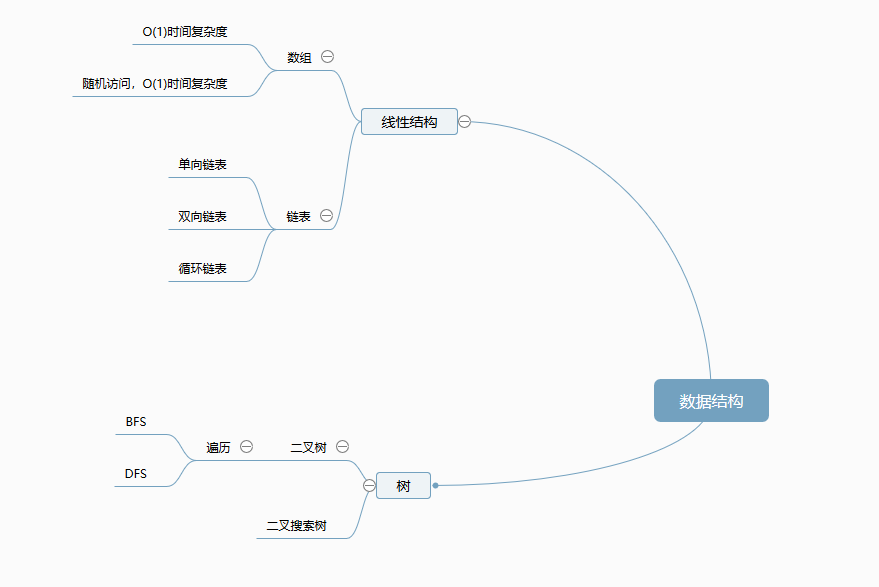 O(1)时间复杂度
数组
随机访问，O(1)时间复杂度
线性结构
单向链表
双向链表
链表
循环链表
数据结构
BFS
遍历
二叉树
DFS
树
二叉搜索树